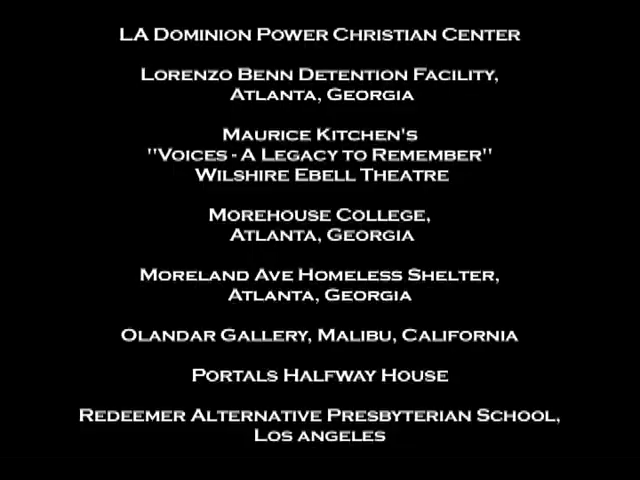 LA Dominion Power Christian Center
Lorenzo Benn Detention Facility,
Atlanta, Georgia
Maurice Kitchen's
"Voices - A Legacy to Remember"
Wilshire Ebell Theatre
Morehouse College,
Atlanta, Georgia
Moreland Ave Homeless Shelter,
Atlanta, Georgia
Olandar Gallery, Malibu, California
Portals Halfway House
Redeemer Alternative Presbyterian School,
Los angeles